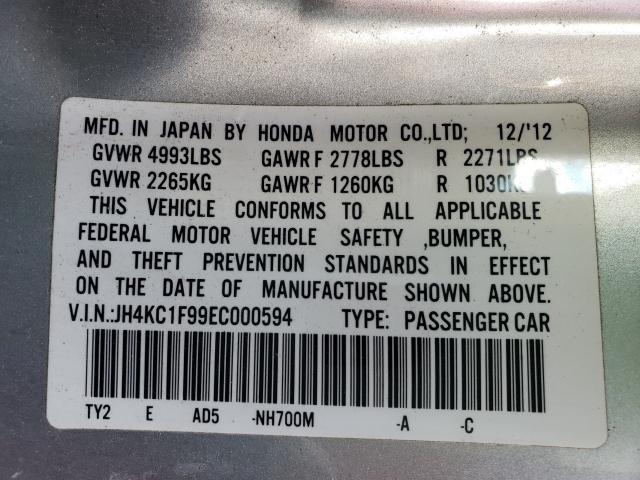 MFD. IN JAPAN BY HONDA MOTOR CO.,LTD; 12/'12
GVWR 4993LBS GAWR F 2778LBS R 2271LBS
GVWR 2265KG GAWR F 1260KG R 1030KG
THIS VEHICLE CONFORMS TO ALL APPLICABLE
FEDERAL MOTOR VEHICLE SAFETY ,BUMPER,
AND THEFT PREVENTION STANDARDS IN EFFECT
ON THE DATE OF MANUFACTURE SHOWN ABOVE.
V.I.N.:JH4KC1F99EC000594 TYPE: PASSENGER CAR
TY2 E AD5 -NH700M -A -C